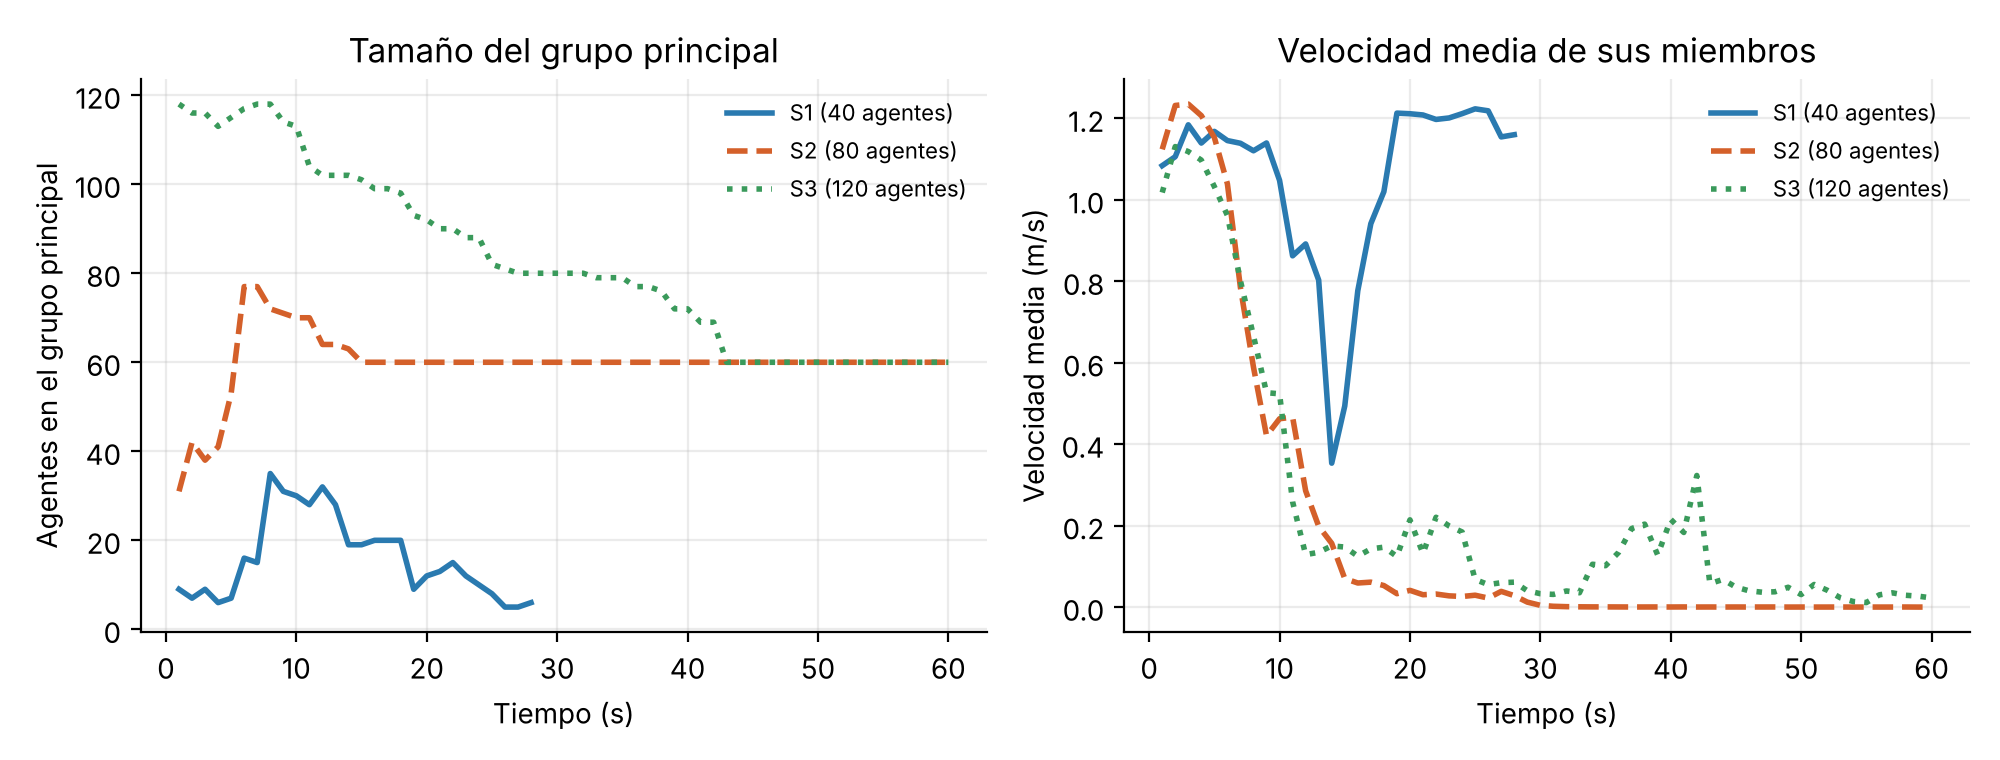 Tamaño del grupo principal
120
100
80
60
40
20
0
Agentes en el grupo principal
S1 (40 agentes)
S2 (80 agentes)
S3 (120 agentes)
0 10 20 30 40 50 60
Tiempo (s)
Velocidad media de sus miembros
1.2
1.0
0.8
0.6
0.4
0.2
0.0
Velocidad media (m/s)
S1 (40 agentes)
S2 (80 agentes)
S3 (120 agentes)
0 10 20 30 40 50 60
Tiempo (s)